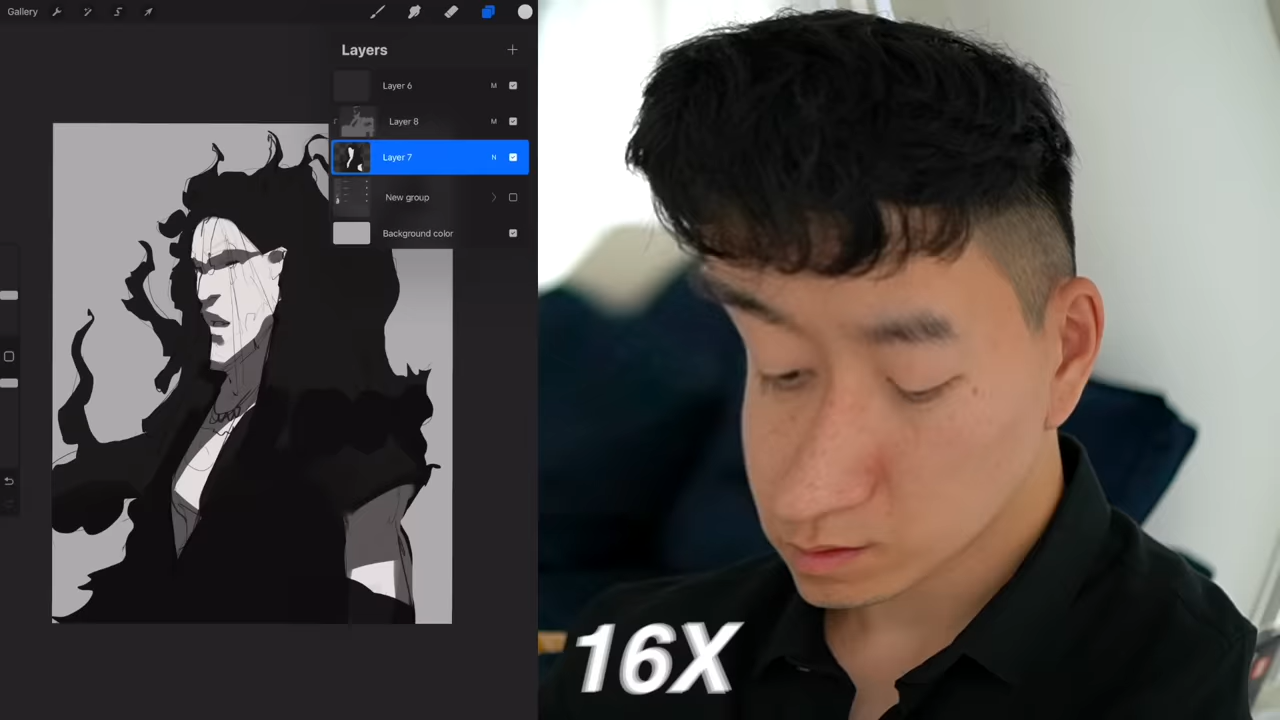 Gallery
Layers
Layer 6 M
Layer 8 M
Layer 7 N
New group
Background color
16X